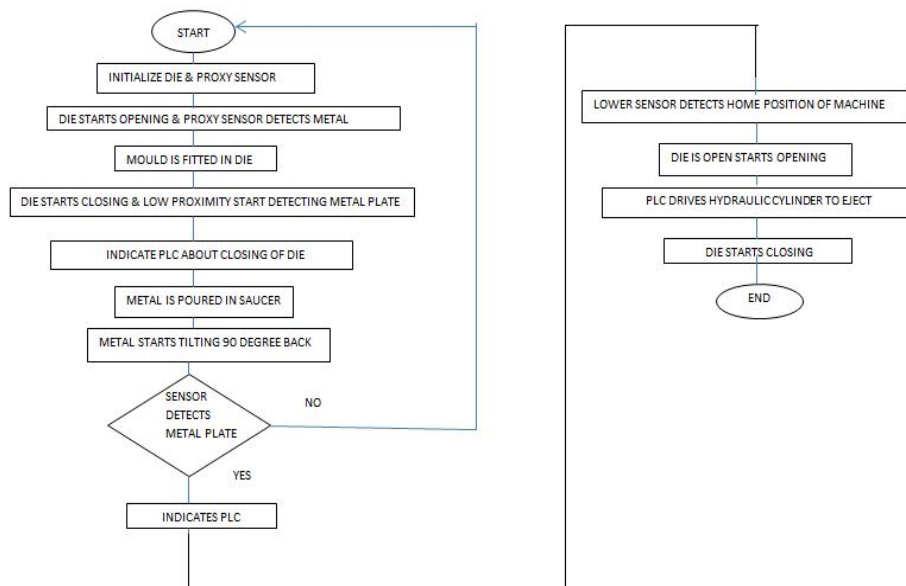 START
INITIALIZE DIE & PROXY SENSOR
DIE STARTS OPENING & PROXY SENSOR DETECTS METAL
MOULD IS FITTED IN DIE
DIE STARTS CLOSING & LOW PROXIMITY START DETECTING METAL PLATE
INDICATE PLC ABOUT CLOSING OF DIE
METAL IS POURED IN SAUCER
METAL STARTS TILTING 90 DEGREE BACK
SENSOR
DETECTS
METAL PLATE
NO
YES
INDICATES PLC
LOWER SENSOR DETECTS HOME POSITION OF MACHINE
DIE IS OPEN STARTS OPENING
PLC DRIVES HYDRAULIC CYLINDER TO EJECT
DIE STARTS CLOSING
END